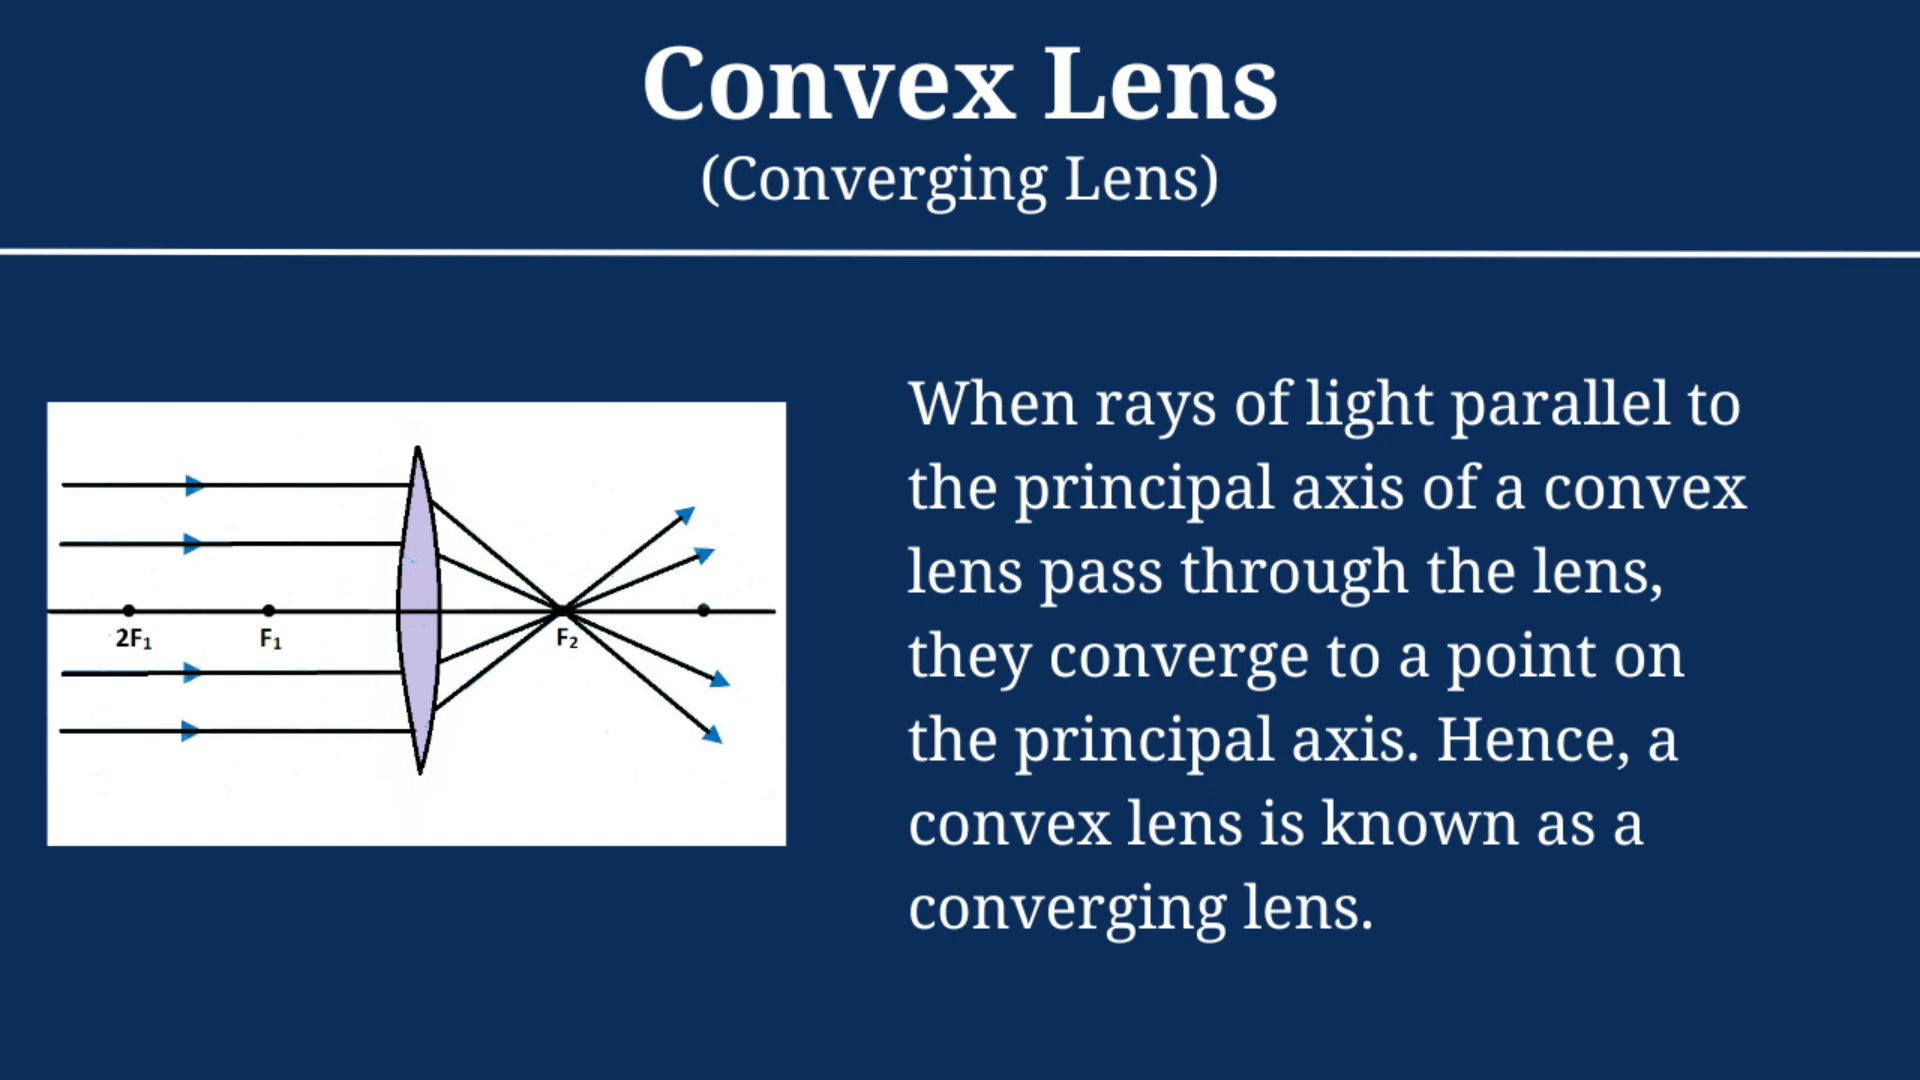 Convex Lens
(Converging Lens)
2F₁
F₁
F₂
When rays of light parallel to
the principal axis of a convex
lens pass through the lens,
they converge to a point on
the principal axis. Hence, a
convex lens is known as a
converging lens.